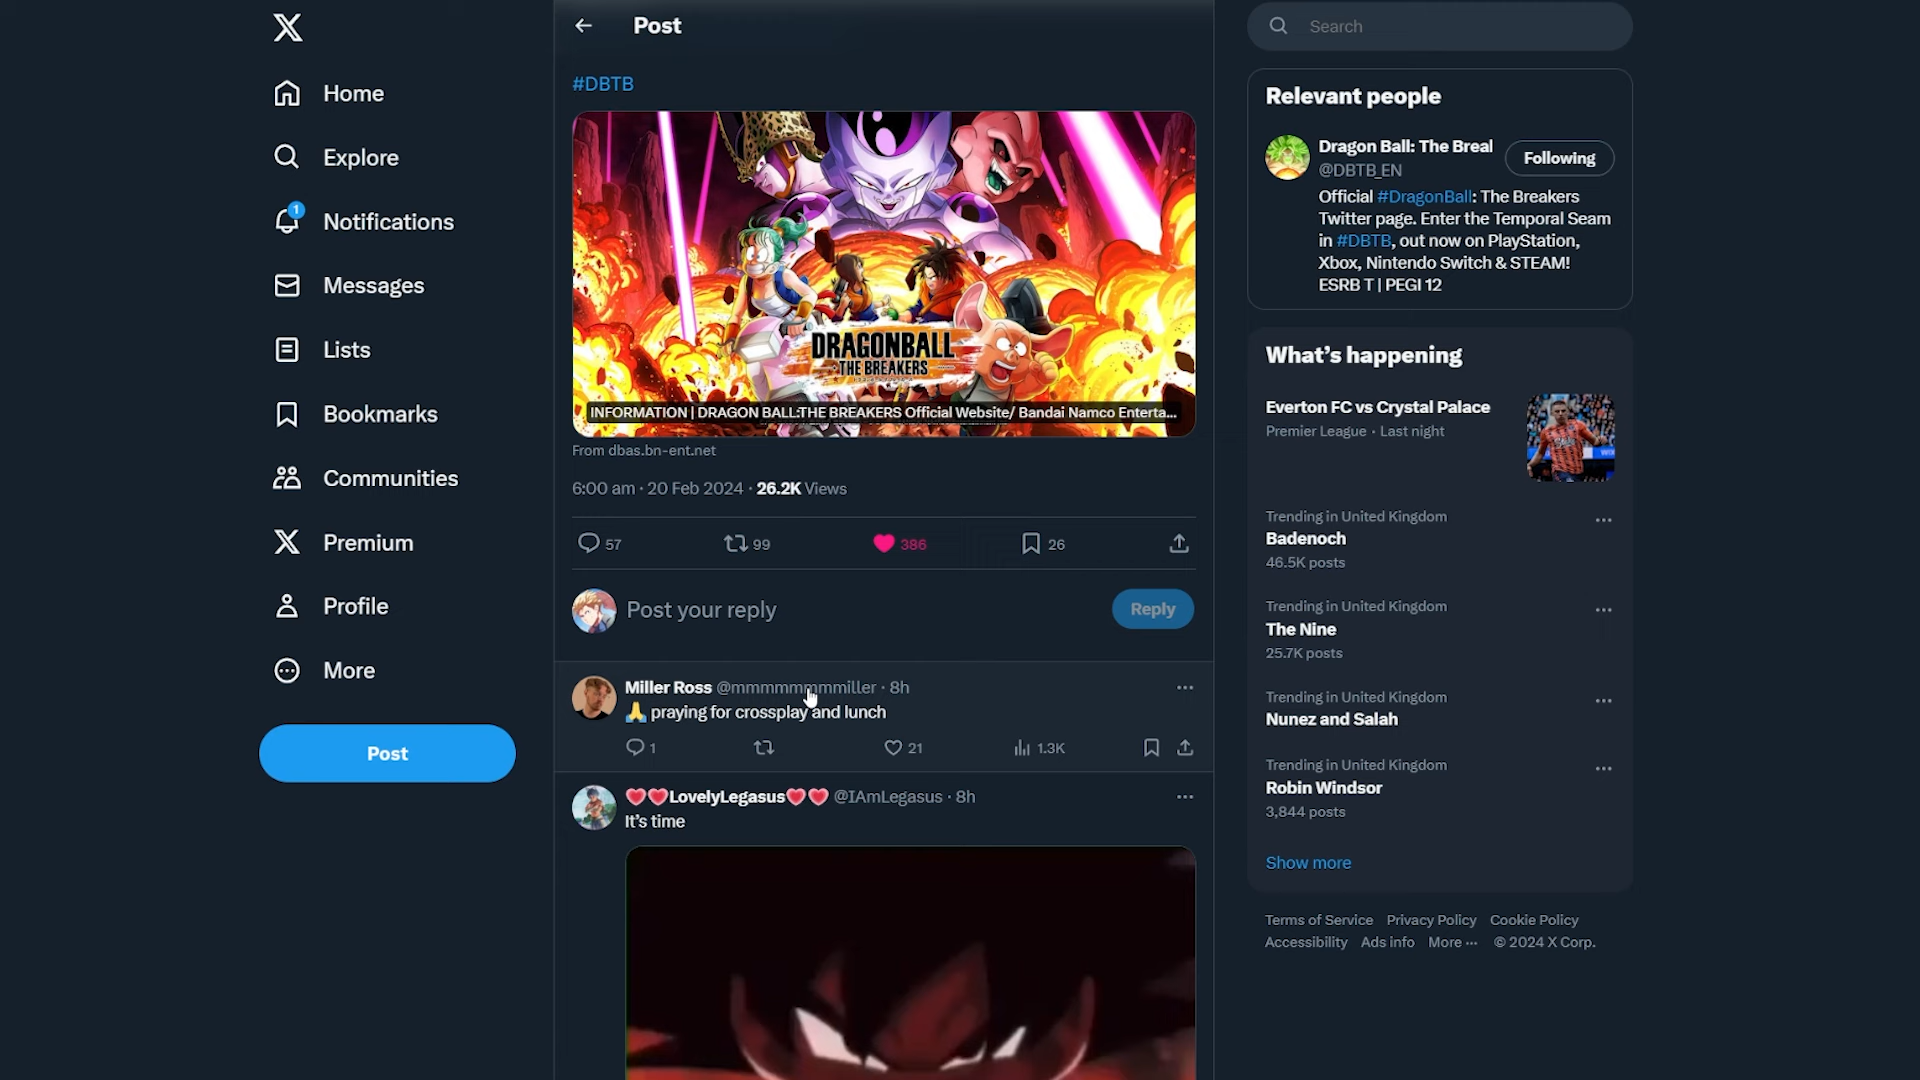 Home
Explore
1
Notifications
Messages
Lists
Bookmarks
Communities
Premium
Profile
More
Post
Post
#DBTB
DRAGONBALL
THE BREAKERS
INFORMATION | DRAGON BALL:THE BREAKERS Official Website/ Bandai Namco Enterta...
From dbas.bn-ent.net
6:00 am · 20 Feb 2024 · 26.2K Views
57 99 386 26
Post your reply
Reply
Miller Ross @mmmmmmmmiller · 8h
🙏 praying for crossplay and lunch
1 21 1.3K
❤️❤️LovelyLegasus❤️❤️ @IAmLegasus · 8h
It's time
Search
Relevant people
Dragon Ball: The Breal
@DBTB_EN
Following
Official #DragonBall: The Breakers
Twitter page. Enter the Temporal Seam
in #DBTB, out now on PlayStation,
Xbox, Nintendo Switch & STEAM!
ESRB T | PEGI 12
What's happening
Everton FC vs Crystal Palace
Premier League · Last night
Trending in United Kingdom
Badenoch
46.5K posts
Trending in United Kingdom
The Nine
25.7K posts
Trending in United Kingdom
Nunez and Salah
Trending in United Kingdom
Robin Windsor
3,844 posts
Show more
Terms of Service Privacy Policy Cookie Policy
Accessibility Ads info More ··· © 2024 X Corp.